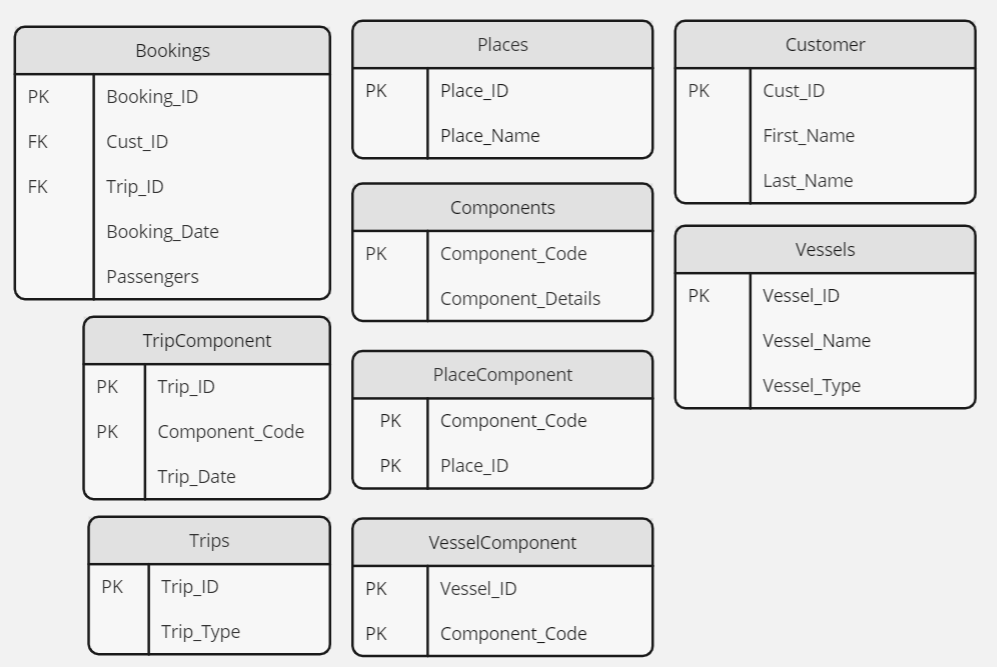 Bookings
PK Booking_ID
FK Cust_ID
FK Trip_ID
Booking_Date
Passengers
Places
PK Place_ID
Place_Name
Customer
PK Cust_ID
First_Name
Last_Name
Components
PK Component_Code
Component_Details
Vessels
PK Vessel_ID
Vessel_Name
Vessel_Type
TripComponent
PK Trip_ID
PK Component_Code
Trip_Date
PlaceComponent
PK Component_Code
PK Place_ID
Trips
PK Trip_ID
Trip_Type
VesselComponent
PK Vessel_ID
PK Component_Code